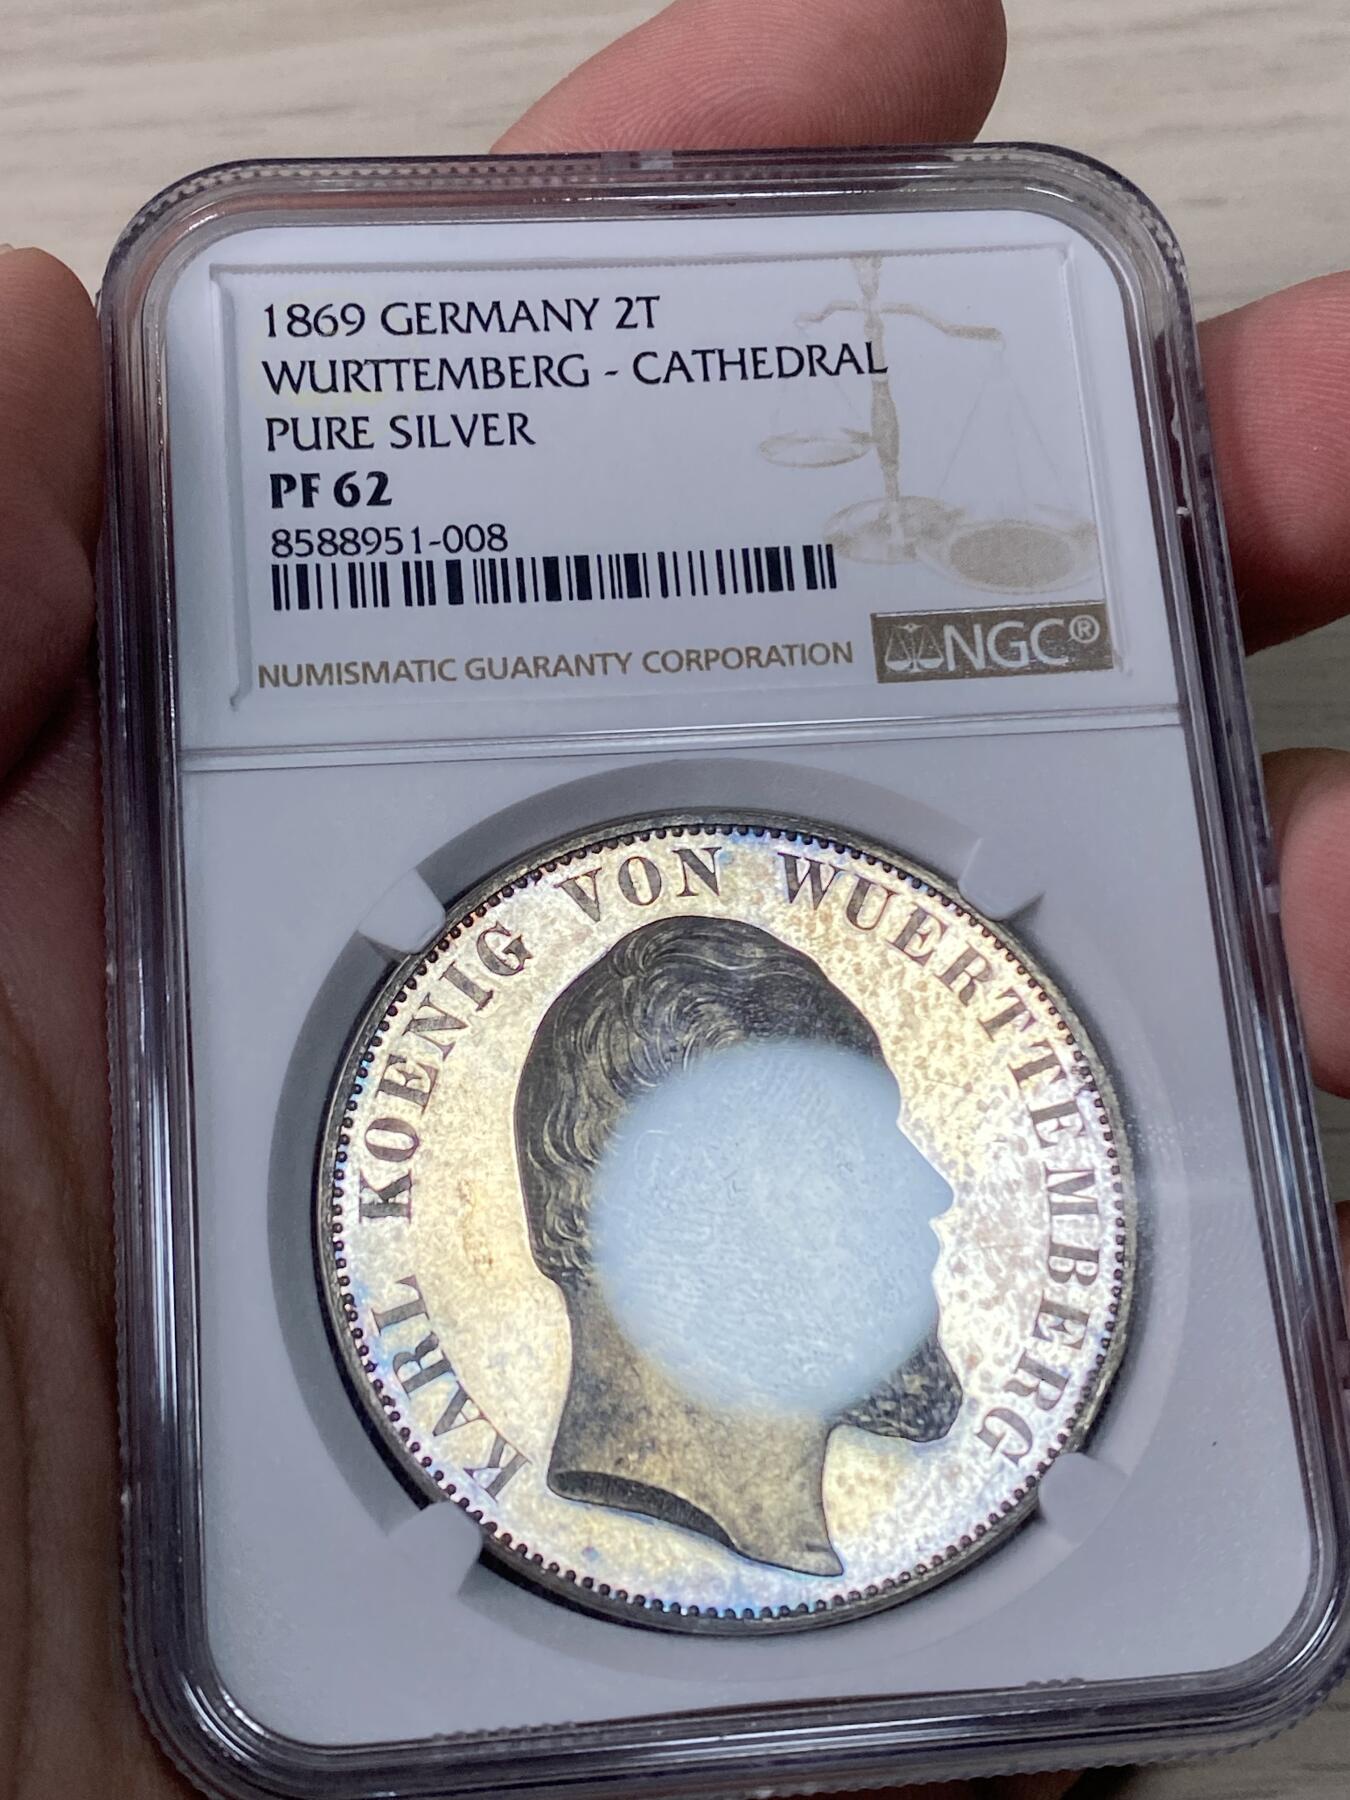 1869 GERMANY 2T
WURTTEMBERG - CATHEDRAL
PURE SILVER
PF 62
8588951-008
NUMISMATIC GUARANTY CORPORATION
NGC®
KARL KOENIG VON WUERTTEMBERG